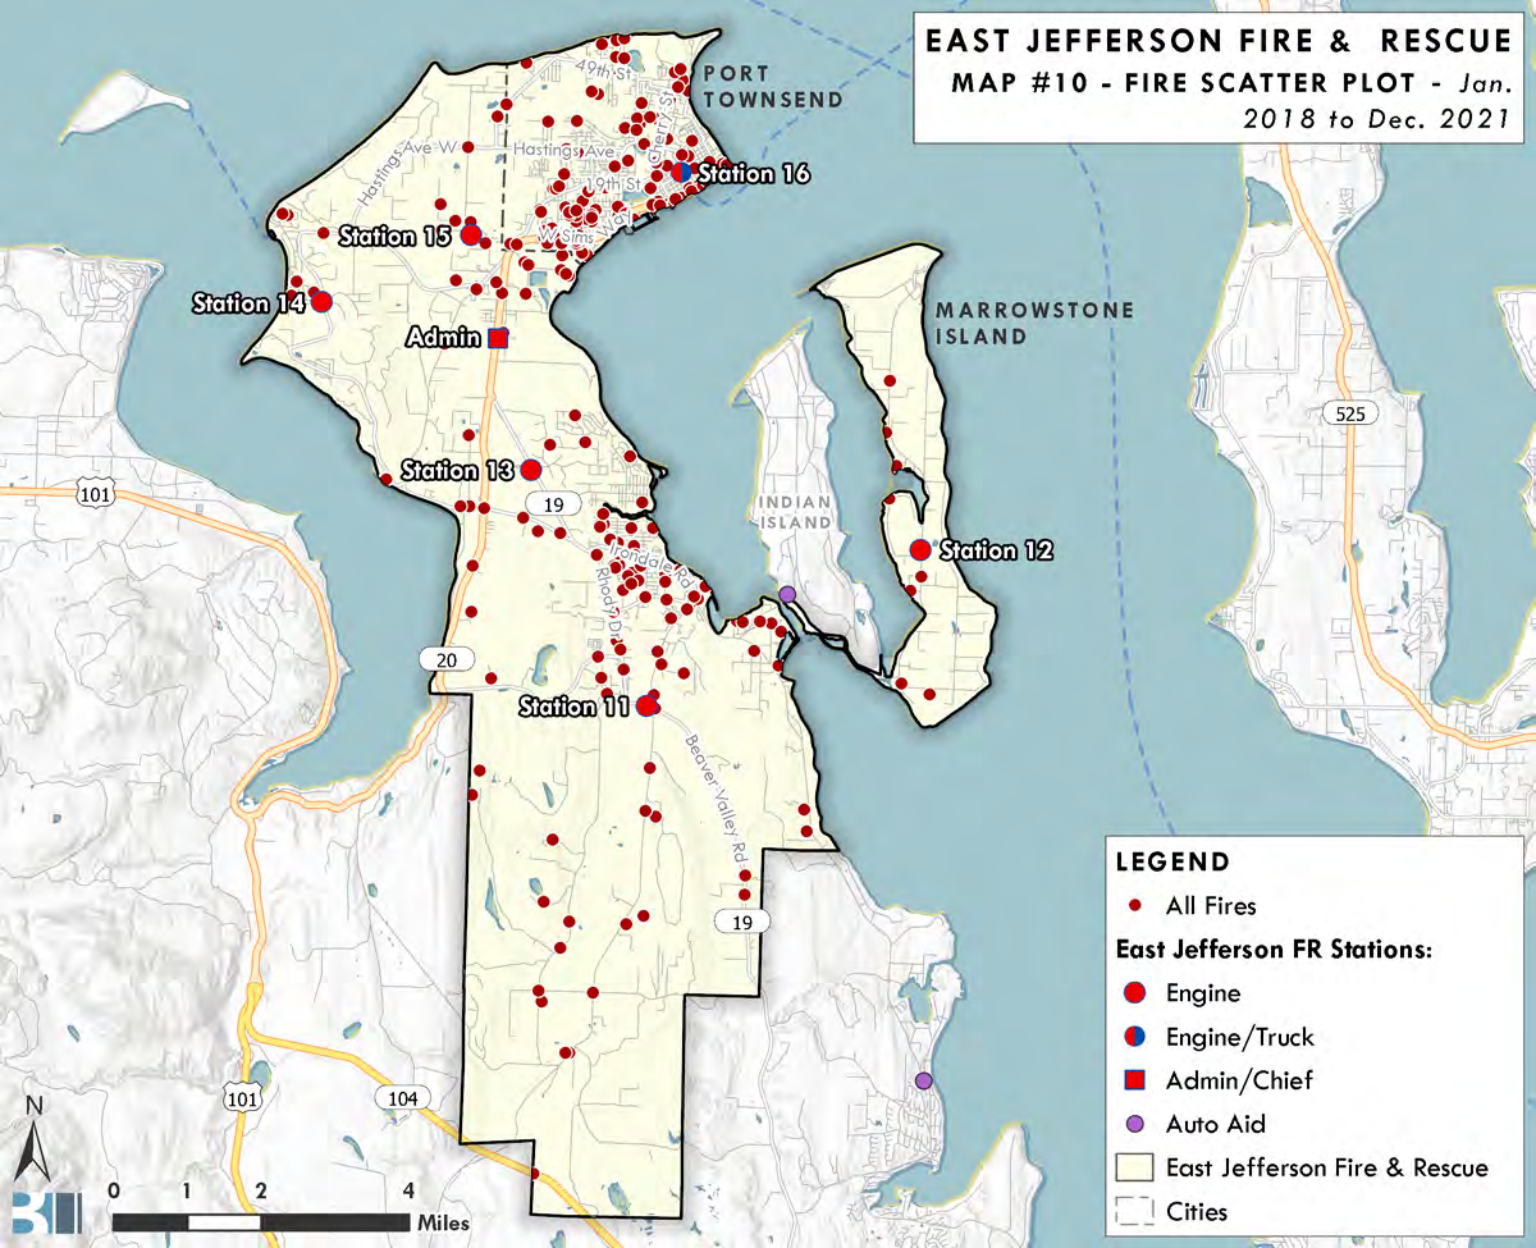 EAST JEFFERSON FIRE & RESCUE
MAP #10 - FIRE SCATTER PLOT - Jan.
2018 to Dec. 2021
PORT
TOWNSEND
49th St
Cherry St
Hastings Ave W
Hastings Ave
19th St
W Sims Way
Station 16
Station 15
Station 14
Admin
MARROWSTONE
ISLAND
525
Station 13
101
19
INDIAN
ISLAND
Irondale Rd
Rhody Dr
Station 12
20
Station 11
Beaver Valley Rd
19
101
104
LEGEND
All Fires
East Jefferson FR Stations:
Engine
Engine/Truck
Admin/Chief
Auto Aid
East Jefferson Fire & Rescue
Cities
N
0 1 2 4
Miles